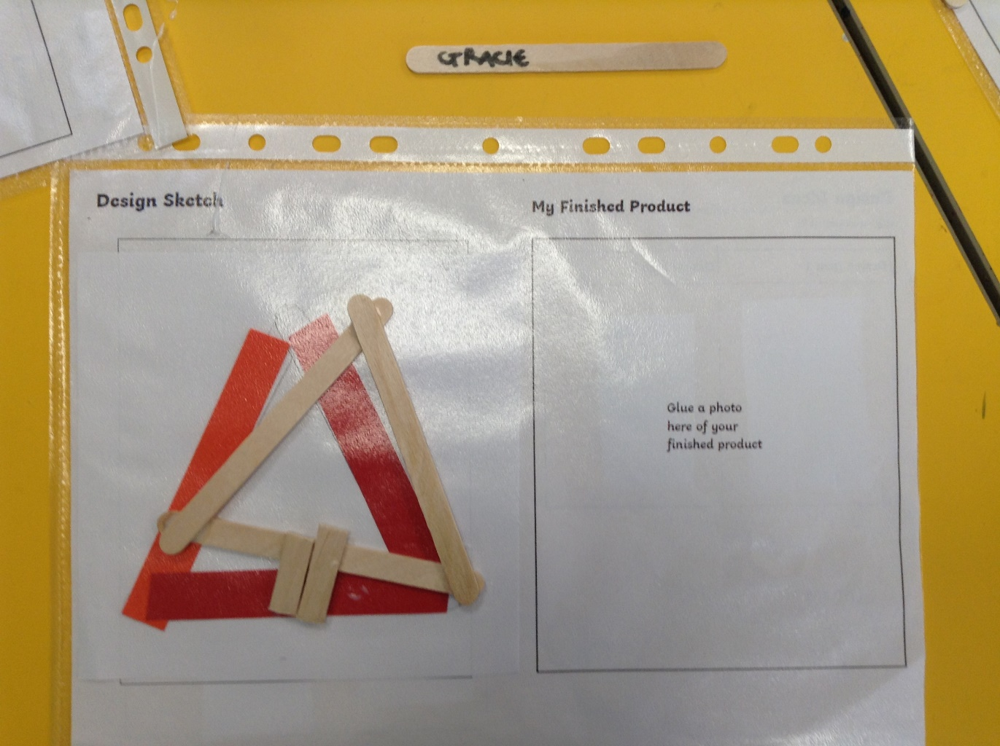 GRACIE
Design Sketch
My Finished Product
Glue a photo
here of your
finished product